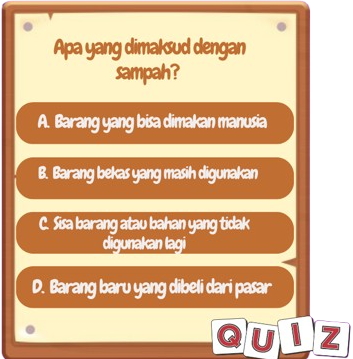 Apa yang dimaksud dengan
sampah?
A. Barang yang bisa dimakan manusia
B. Barang bekas yang masih digunakan
C. Sisa barang atau bahan yang tidak
digunakan lagi
D. Barang baru yang dibeli dari pasar
QUIZ